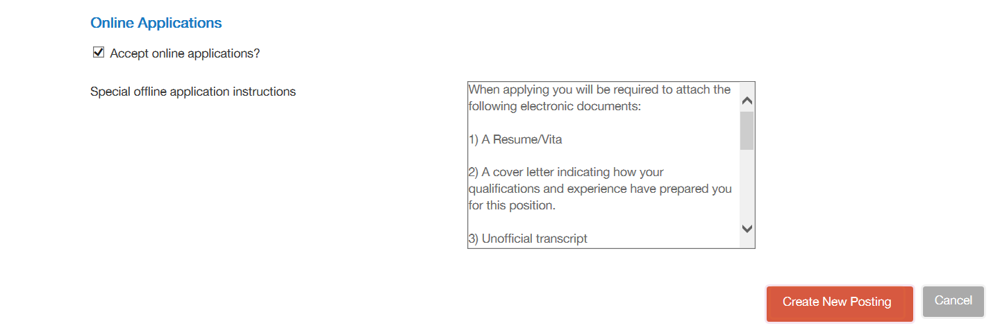 Online Applications
Accept online applications?
Special offline application instructions
When applying you will be required to attach the
following electronic documents:
1) A Resume/Vita
2) A cover letter indicating how your
qualifications and experience have prepared you
for this position.
3) Unofficial transcript
Create New Posting
Cancel